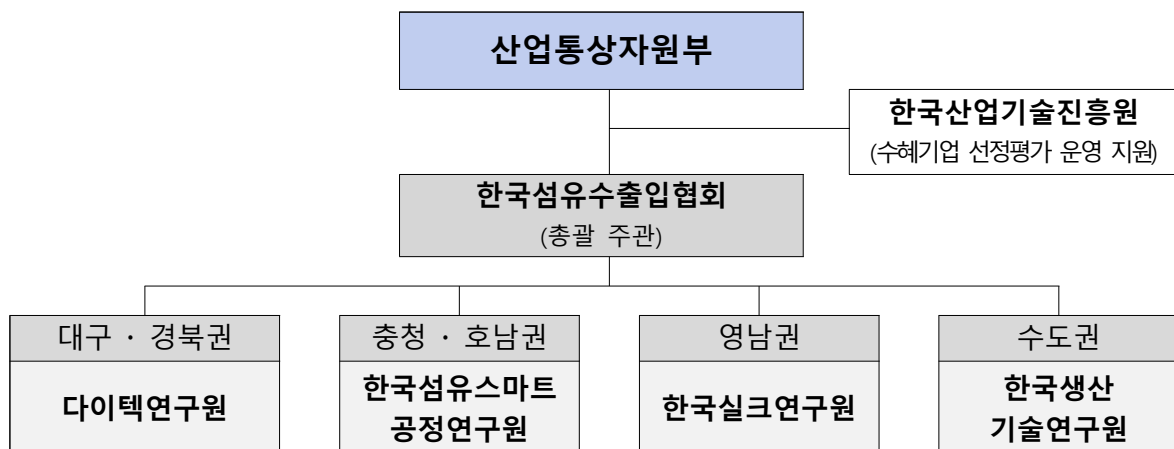 산업통상자원부
한국산업기술진흥원
(수혜기업 선정평가 운영 지원)
한국섬유수출입협회
(총괄 주관)
대구 · 경북권
충청 · 호남권
영남권
수도권
다이텍연구원
한국섬유스마트
공정연구원
한국실크연구원
한국생산
기술연구원